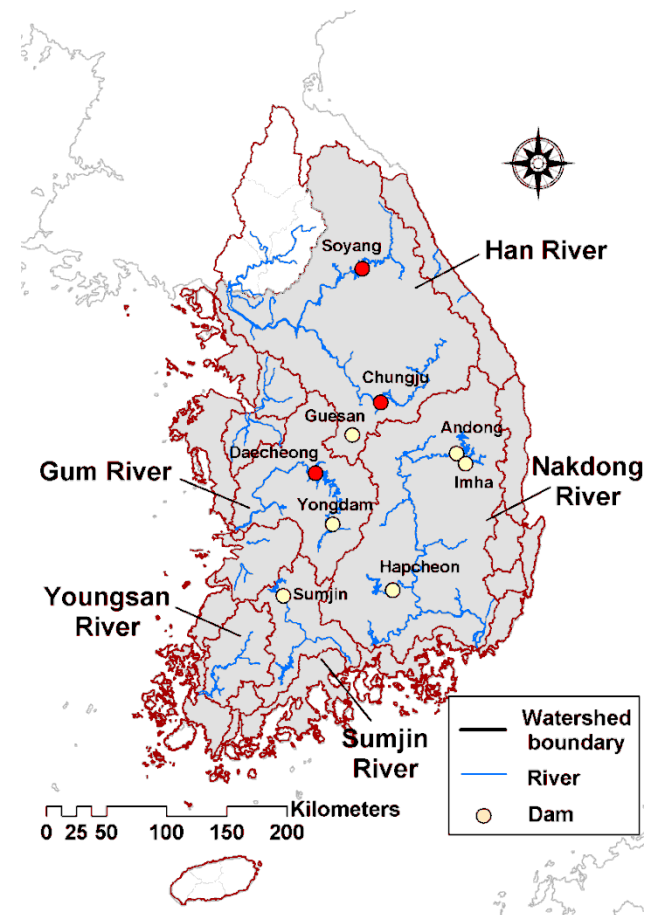 Soyang
Han River
Chungju
Guesan
Andong
Daecheong
Gum River
Imha
Nakdong
River
Yongdam
Hapcheon
Youngsan
River
Sumjin
Sumjin
River
Watershed
boundary
River
Dam
Kilometers
0 25 50 100 150 200